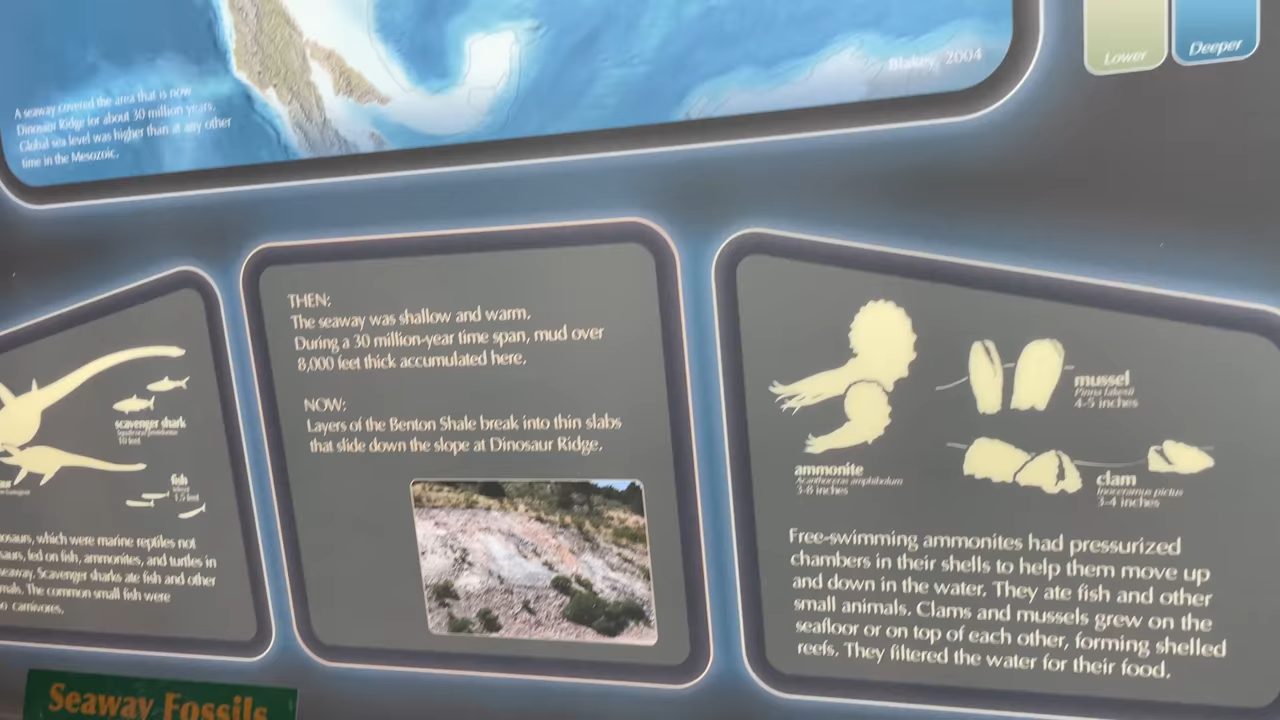 Lower
Deeper
Blakey, 2004
A seaway covered the area that is now
Dinosaur Ridge for about 30 million years.
Global sea level was higher than at any other
time in the Mesozoic.
scavenger shark
10 feet
fish
1.5 feet
osaurs, which were marine reptiles not
saurs, fed on fish, ammonites, and turtles in
seaway. Scavenger sharks ate fish and other
mals. The common small fish were
o carnivores.
THEN:
The seaway was shallow and warm.
During a 30 million-year time span, mud over
8,000 feet thick accumulated here.
NOW:
Layers of the Benton Shale break into thin slabs
that slide down the slope at Dinosaur Ridge.
ammonite
Acanthoceras amphibolum
3-8 inches
mussel
Pinna lakesii
4-5 inches
clam
Inoceramus pictus
3-4 inches
Free-swimming ammonites had pressurized
chambers in their shells to help them move up
and down in the water. They ate fish and other
small animals. Clams and mussels grew on the
seafloor or on top of each other, forming shelled
reefs. They filtered the water for their food.
Seaway Fossils